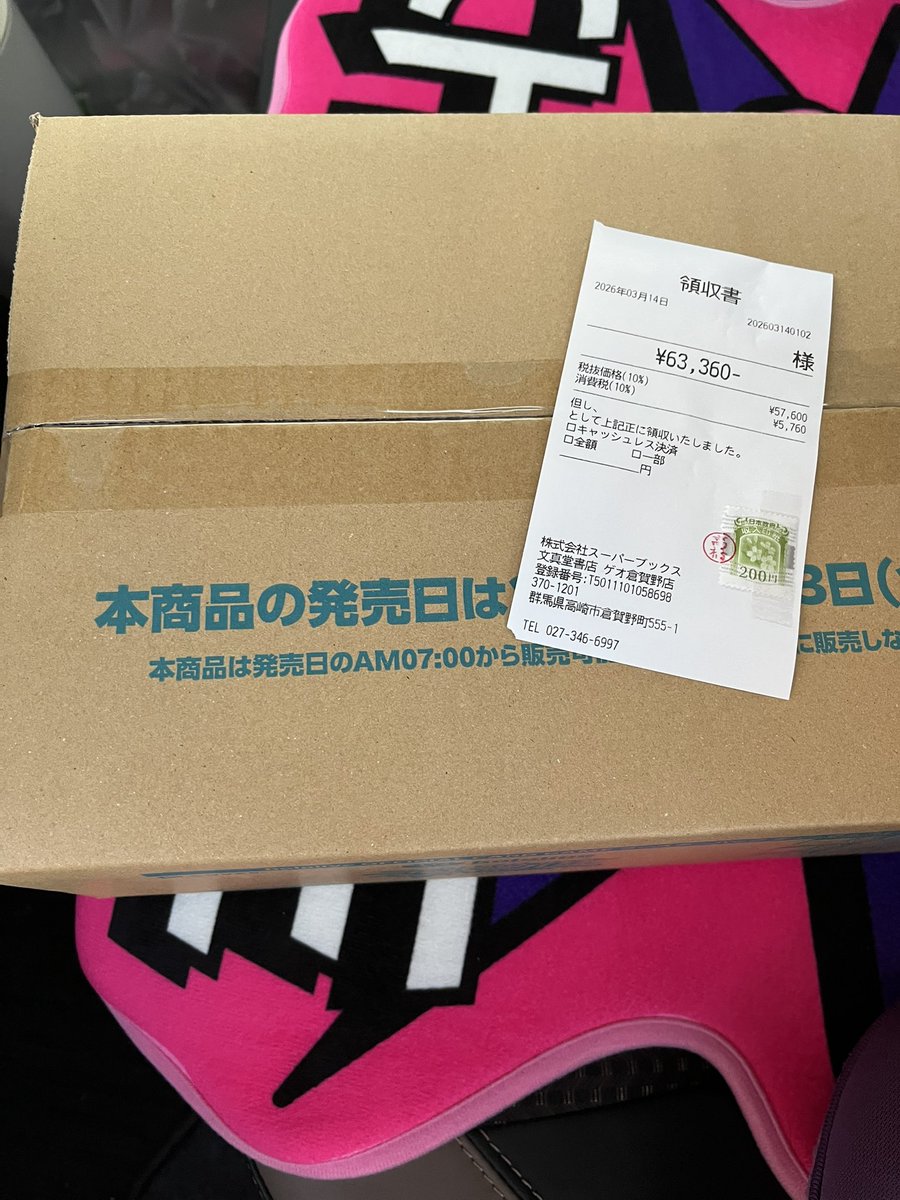 領収書
2026年03月14日
202603140102
様
¥63,360-
税抜価格(10%) ¥57,600
消費税(10%) ¥5,760
但し、
として上記正に領収いたしました。
□キャッシュレス決済
□全額 □一部
円
株式会社スーパーブックス
文真堂書店 ゲオ倉賀野店
登録番号:T5011101058698
370-1201
群馬県高崎市倉賀野町555-1
TEL 027-346-6997
200円
本商品の発売日は 3日(
本商品は発売日のAM07:00から販売可 に販売しな